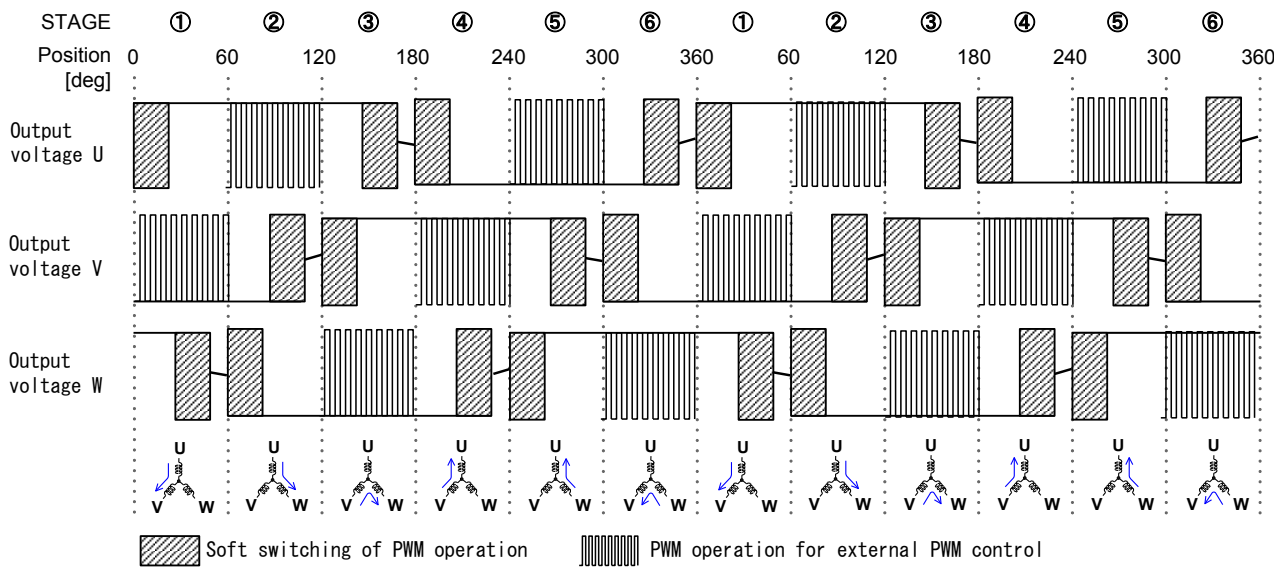 STAGE ① ② ③ ④ ⑤ ⑥ ① ② ③ ④ ⑤ ⑥
Position 0 60 120 180 240 300 360 60 120 180 240 300 360
[deg]
Output
voltage U
Output
voltage V
Output
voltage W
U U U U U U U U U U U U
V W V W V W V W V W V W V W V W V W V W V W V W
Soft switching of PWM operation PWM operation for external PWM control